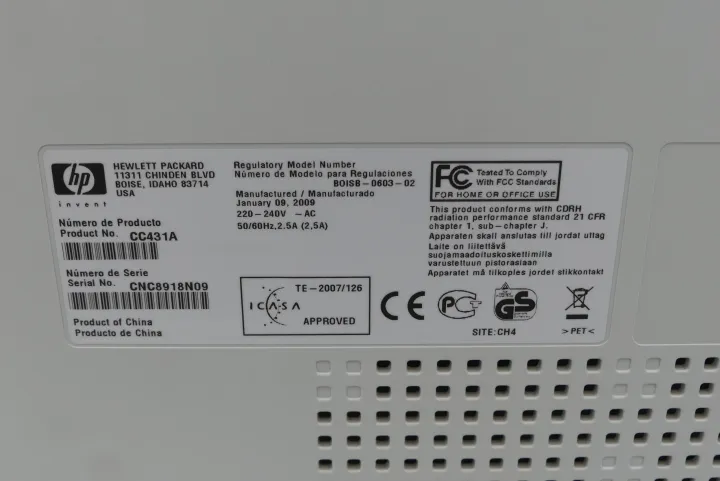 hp
invent
HEWLETT PACKARD
11311 CHINDEN BLVD
BOISE, IDAHO 83714
USA
Número de Producto
Product No. CC431A
Número de Serie
Serial No. CNC8918N09
Product of China
Producto de China
Regulatory Model Number
Número de Modelo para Regulaciones
BOISB-0603-02
Manufactured / Manufacturado
January 09, 2009
220-240V ~AC
50/60Hz,2.5A (2,5A)
ICASA
TE-2007/126
APPROVED
FC Tested To Comply
With FCC Standards
FOR HOME OR OFFICE USE
This product conforms with CDRH
radiation performance standard 21 CFR
chapter 1, sub-chapter J.
Apparaten skall anslutas till jordat uttag
Laite on liitettävä
suojamaadoituskoskettimilla
varustettuun pistorasiaan
Apparatet må tilkoples jordet stikkontakt
CE
GS
SITE:CH4
>PET<